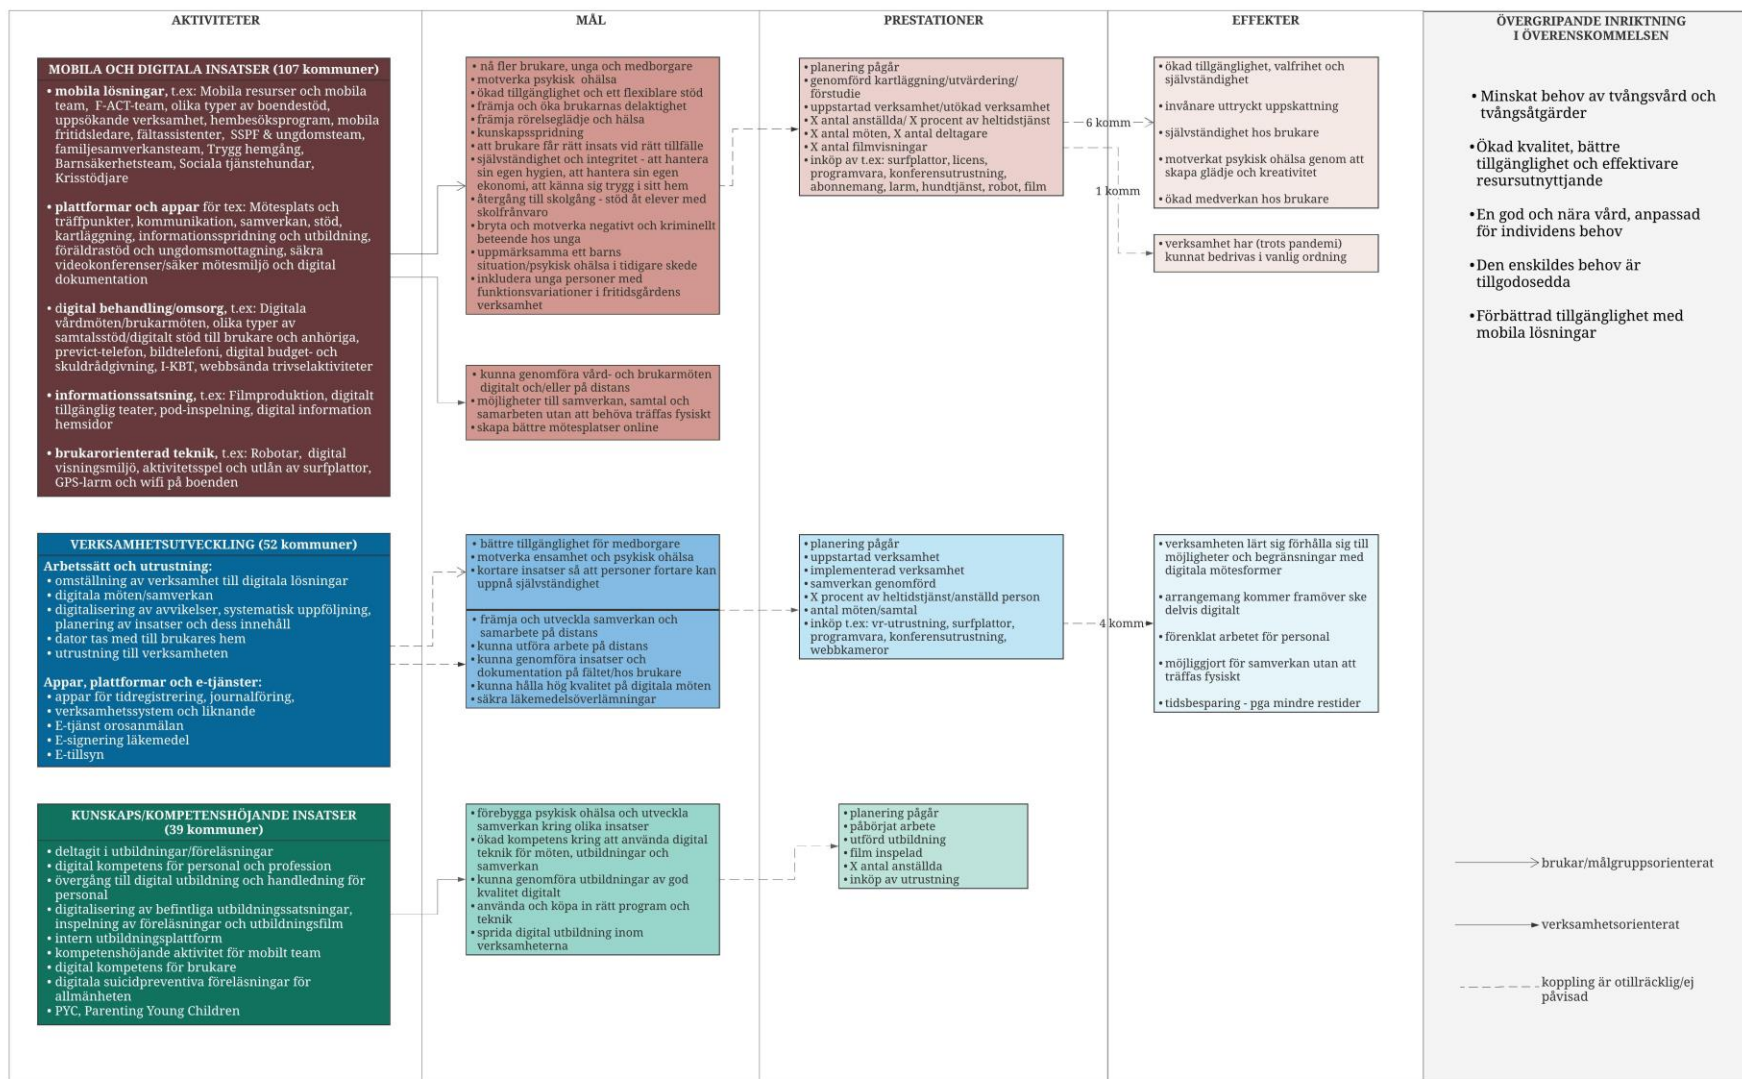 AKTIVITETER
MÅL
PRESTATIONER
EFFEKTER
ÖVERGRIPANDE INRIKTNING
I ÖVERENSKOMMELSEN
MOBILA OCH DIGITALA INSATSER (107 kommuner)
• mobila lösningar, t.ex: Mobila resurser och mobila
team, F-ACT-team, olika typer av boendestöd,
uppsökande verksamhet, hembesöksprogram, mobila
fritidsledare, fältassistenter, SSPF & ungdomsteam,
familjesamverkansteam, Trygg hemgång,
Barnsäkerhetsteam, Sociala tjänstehundar,
Krisstödjare
• plattformar och appar för tex: Mötesplats och
träffpunkter, kommunikation, samverkan, stöd,
kartläggning, informationsspridning och utbildning,
föräldrastöd och ungdomsmottagning, säkra
videokonferenser/säker mötesmiljö och digital
dokumentation
• digital behandling/omsorg, t.ex: Digitala
vårdmöten/brukarmöten, olika typer av
samtalsstöd/digitalt stöd till brukare och anhöriga,
previct-telefon, bildtelefoni, digital budget- och
skuldrådgivning, I-KBT, webbsända trivselaktiviteter
• informationssatsning, t.ex: Filmproduktion, digitalt
tillgänglig teater, pod-inspelning, digital information
hemsidor
• brukarorienterad teknik, t.ex: Robotar, digital
visningsmiljö, aktivitetsspel och utlån av surfplattor,
GPS-larm och wifi på boenden
• nå fler brukare, unga och medborgare
• motverka psykisk ohälsa
• ökad tillgänglighet och ett flexiblare stöd
• främja och öka brukarnas delaktighet
• främja rörelseglädje och hälsa
• kunskapsspridning
• att brukare får rätt insats vid rätt tillfälle
• självständighet och integritet - att hantera
sin egen hygien, att hantera sin egen
ekonomi, att känna sig trygg i sitt hem
• återgång till skolgång - stöd åt elever med
skolfrånvaro
• bryta och motverka negativt och kriminellt
beteende hos unga
• uppmärksamma ett barns
situation/psykisk ohälsa i tidigare skede
• inkludera unga personer med
funktionsvariationer i fritidsgårdens
verksamhet
• kunna genomföra vård- och brukarmöten
digitalt och/eller på distans
• möjligheter till samverkan, samtal och
samarbeten utan att behöva träffas fysiskt
• skapa bättre mötesplatser online
• planering pågår
• genomförd kartläggning/utvärdering/
förstudie
• uppstartad verksamhet/utökad verksamhet
• X antal anställda/ X procent av heltidstjänst
• X antal möten, X antal deltagare
• X antal filmvisningar
• inköp av t.ex: surfplattor, licens,
programvara, konferensutrustning,
abonnemang, larm, hundtjänst, robot, film
6 komm
1 komm
• ökad tillgänglighet, valfrihet och
självständighet
• invånare uttryckt uppskattning
• självständighet hos brukare
• motverkat psykisk ohälsa genom att
skapa glädje och kreativitet
• ökad medverkan hos brukare
• verksamhet har (trots pandemi)
kunnat bedrivas i vanlig ordning
• Minskat behov av tvångsvård och
tvångsåtgärder
• Ökad kvalitet, bättre
tillgänglighet och effektivare
resursutnyttjande
• En god och nära vård, anpassad
för individens behov
• Den enskildes behov är
tillgodosedda
• Förbättrad tillgänglighet med
mobila lösningar
VERKSAMHETSUTVECKLING (52 kommuner)
Arbetssätt och utrustning:
• omställning av verksamhet till digitala lösningar
• digitala möten/samverkan
• digitalisering av avvikelser, systematisk uppföljning,
planering av insatser och dess innehåll
• dator tas med till brukares hem
• utrustning till verksamheten
Appar, plattformar och e-tjänster:
• appar för tidregistrering, journalföring,
• verksamhetssystem och liknande
• E-tjänst orosanmälan
• E-signering läkemedel
• E-tillsyn
• bättre tillgänglighet för medborgare
• motverka ensamhet och psykisk ohälsa
• kortare insatser så att personer fortare kan
uppnå självständighet
• främja och utveckla samverkan och
samarbete på distans
• kunna utföra arbete på distans
• kunna genomföra insatser och
dokumentation på fältet/hos brukare
• kunna hålla hög kvalitet på digitala möten
• säkra läkemedelsöverlämningar
• planering pågår
• uppstartad verksamhet
• implementerad verksamhet
• samverkan genomförd
• X procent av heltidstjänst/anställd person
• antal möten/samtal
• inköp t.ex: vr-utrustning, surfplattor,
programvara, konferensutrustning,
webbkameror
4 komm
• verksamheten lärt sig förhålla sig till
möjligheter och begränsningar med
digitala mötesformer
• arrangemang kommer framöver ske
delvis digitalt
• förenklat arbetet för personal
• möjliggjort för samverkan utan att
träffas fysiskt
• tidsbesparing - pga mindre restider
KUNSKAPS/KOMPETENSHÖJANDE INSATSER
(39 kommuner)
• deltagit i utbildningar/föreläsningar
• digital kompetens för personal och profession
• övergång till digital utbildning och handledning för
personal
• digitalisering av befintliga utbildningssatsningar,
inspelning av föreläsningar och utbildningsfilm
• intern utbildningsplattform
• kompetenshöjande aktivitet för mobilt team
• digital kompetens för brukare
• digitala suicidpreventiva föreläsningar för
allmänheten
• PYC, Parenting Young Children
• förebygga psykisk ohälsa och utveckla
samverkan kring olika insatser
• ökad kompetens kring att använda digital
teknik för möten, utbildningar och
samverkan
• kunna genomföra utbildningar av god
kvalitet digitalt
• använda och köpa in rätt program och
teknik
• sprida digital utbildning inom
verksamheterna
• planering pågår
• påbörjat arbete
• utförd utbildning
• film inspelad
• X antal anställda
• inköp av utrustning
brukar/målgruppsorienterat
verksamhetsorienterat
koppling är otillräcklig/ej
påvisad